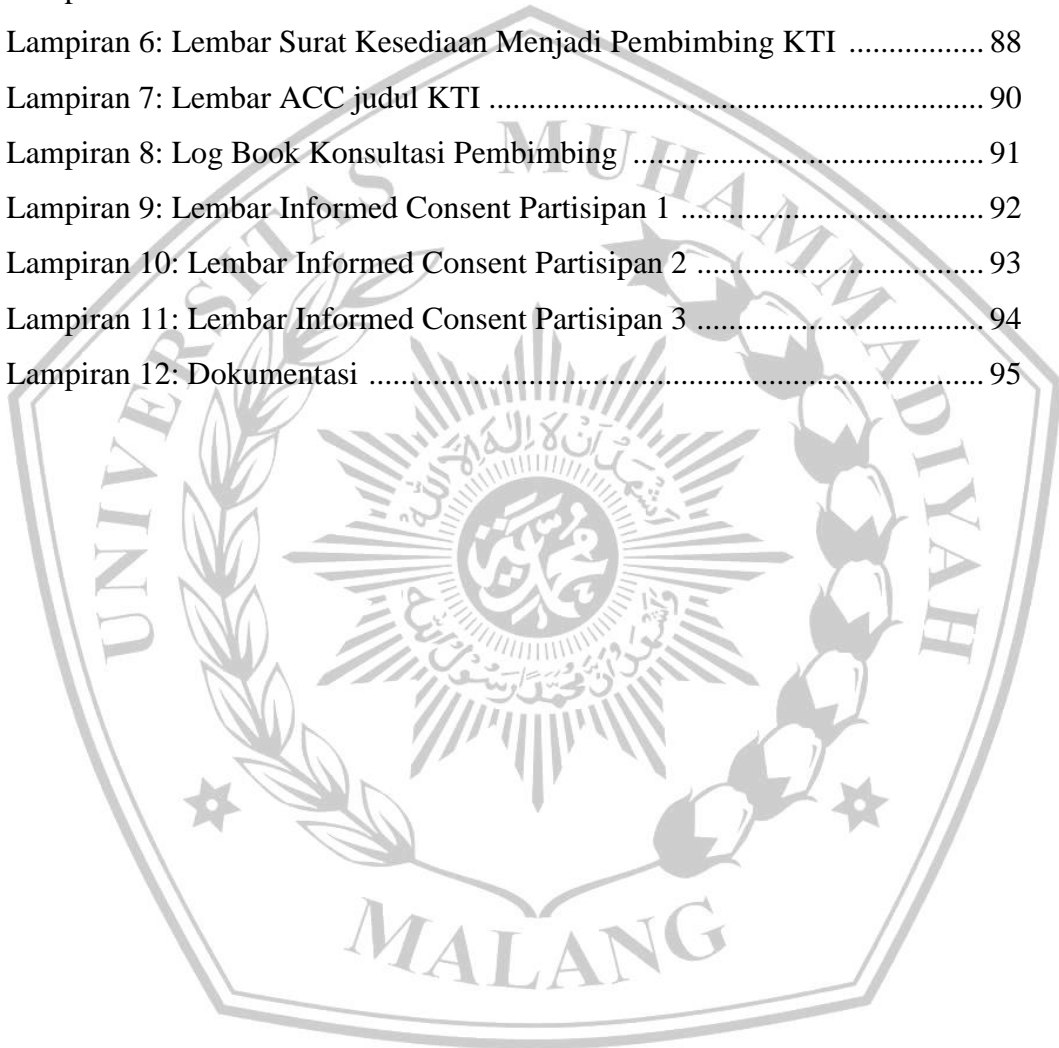 Lampiran 6: Lembar Surat Kesediaan Menjadi Pembimbing KTI ................. 88
Lampiran 7: Lembar ACC judul KTI ............................................................... 90
Lampiran 8: Log Book Konsultasi Pembimbing ............................................. 91
Lampiran 9: Lembar Informed Consent Partisipan 1 ....................................... 92
Lampiran 10: Lembar Informed Consent Partisipan 2 ..................................... 93
Lampiran 11: Lembar Informed Consent Partisipan 3 ..................................... 94
Lampiran 12: Dokumentasi .............................................................................. 95
UNIVERSITAS MUHAMMADIYAH
MALANG